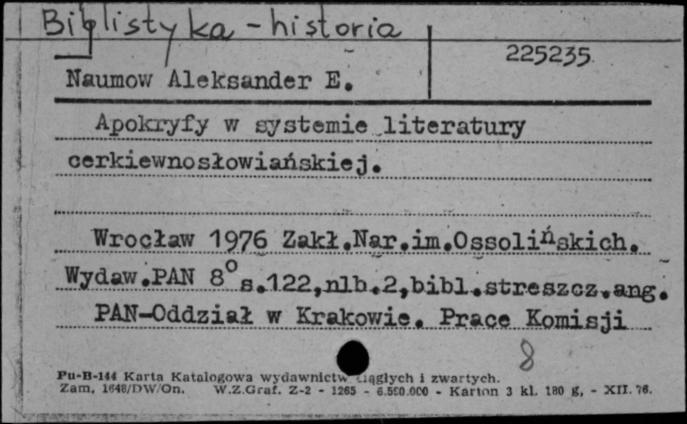 Biblistyka - historia
225235.
Naumow Aleksander E.
Apokryfy w systemie literatury
cerkiewnosłowiańskiej.
Wrocław 1976 Zakł.Nar.im.Ossolińskich.
Wydaw.PAN 8° s.122,nlb.2,bibl.streszcz.ang.
PAN-Oddział w Krakowie. Prace Komisji
8
Pu-B-144 Karta Katalogowa wydawnictw ciągłych i zwartych.
Zam. 1648/DW/On. W.Z.Graf. Z-2 - 1265 - 6.500.000 - Karton 3 kl. 180 g, - XII. 76.